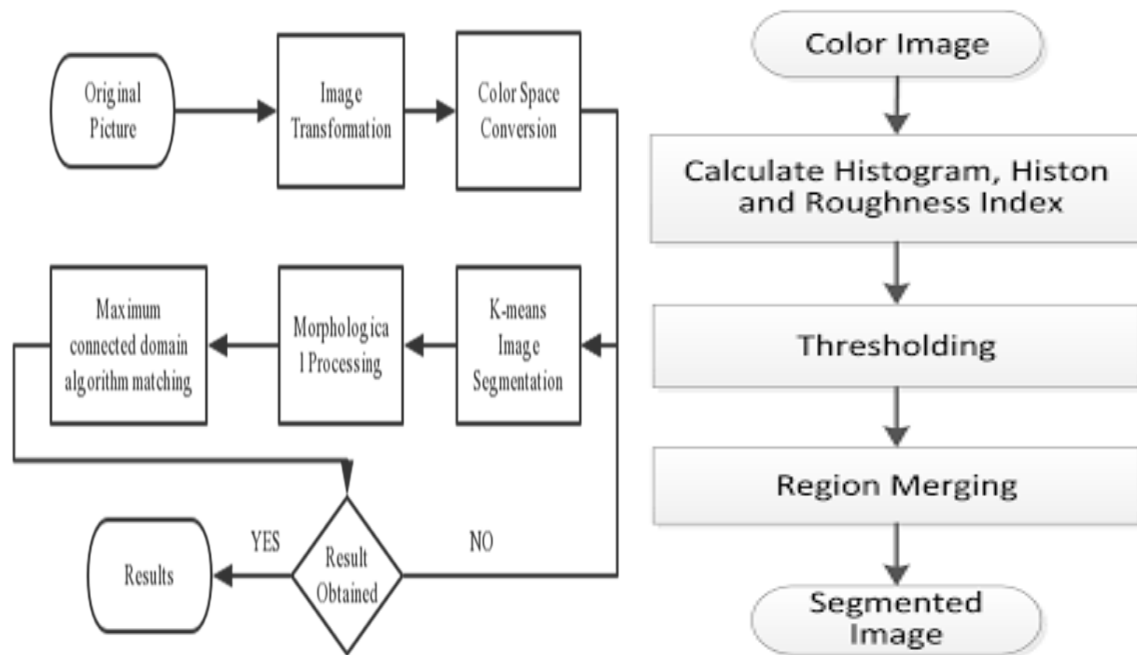 Original
Picture
Image
Transformation
Color Space
Conversion
K-means
Image
Segmentation
Morphologica
l Processing
Maximum
connected domain
algorithm matching
Result
Obtained
YES
NO
Results
Color Image
Calculate Histogram, Histon
and Roughness Index
Thresholding
Region Merging
Segmented
Image